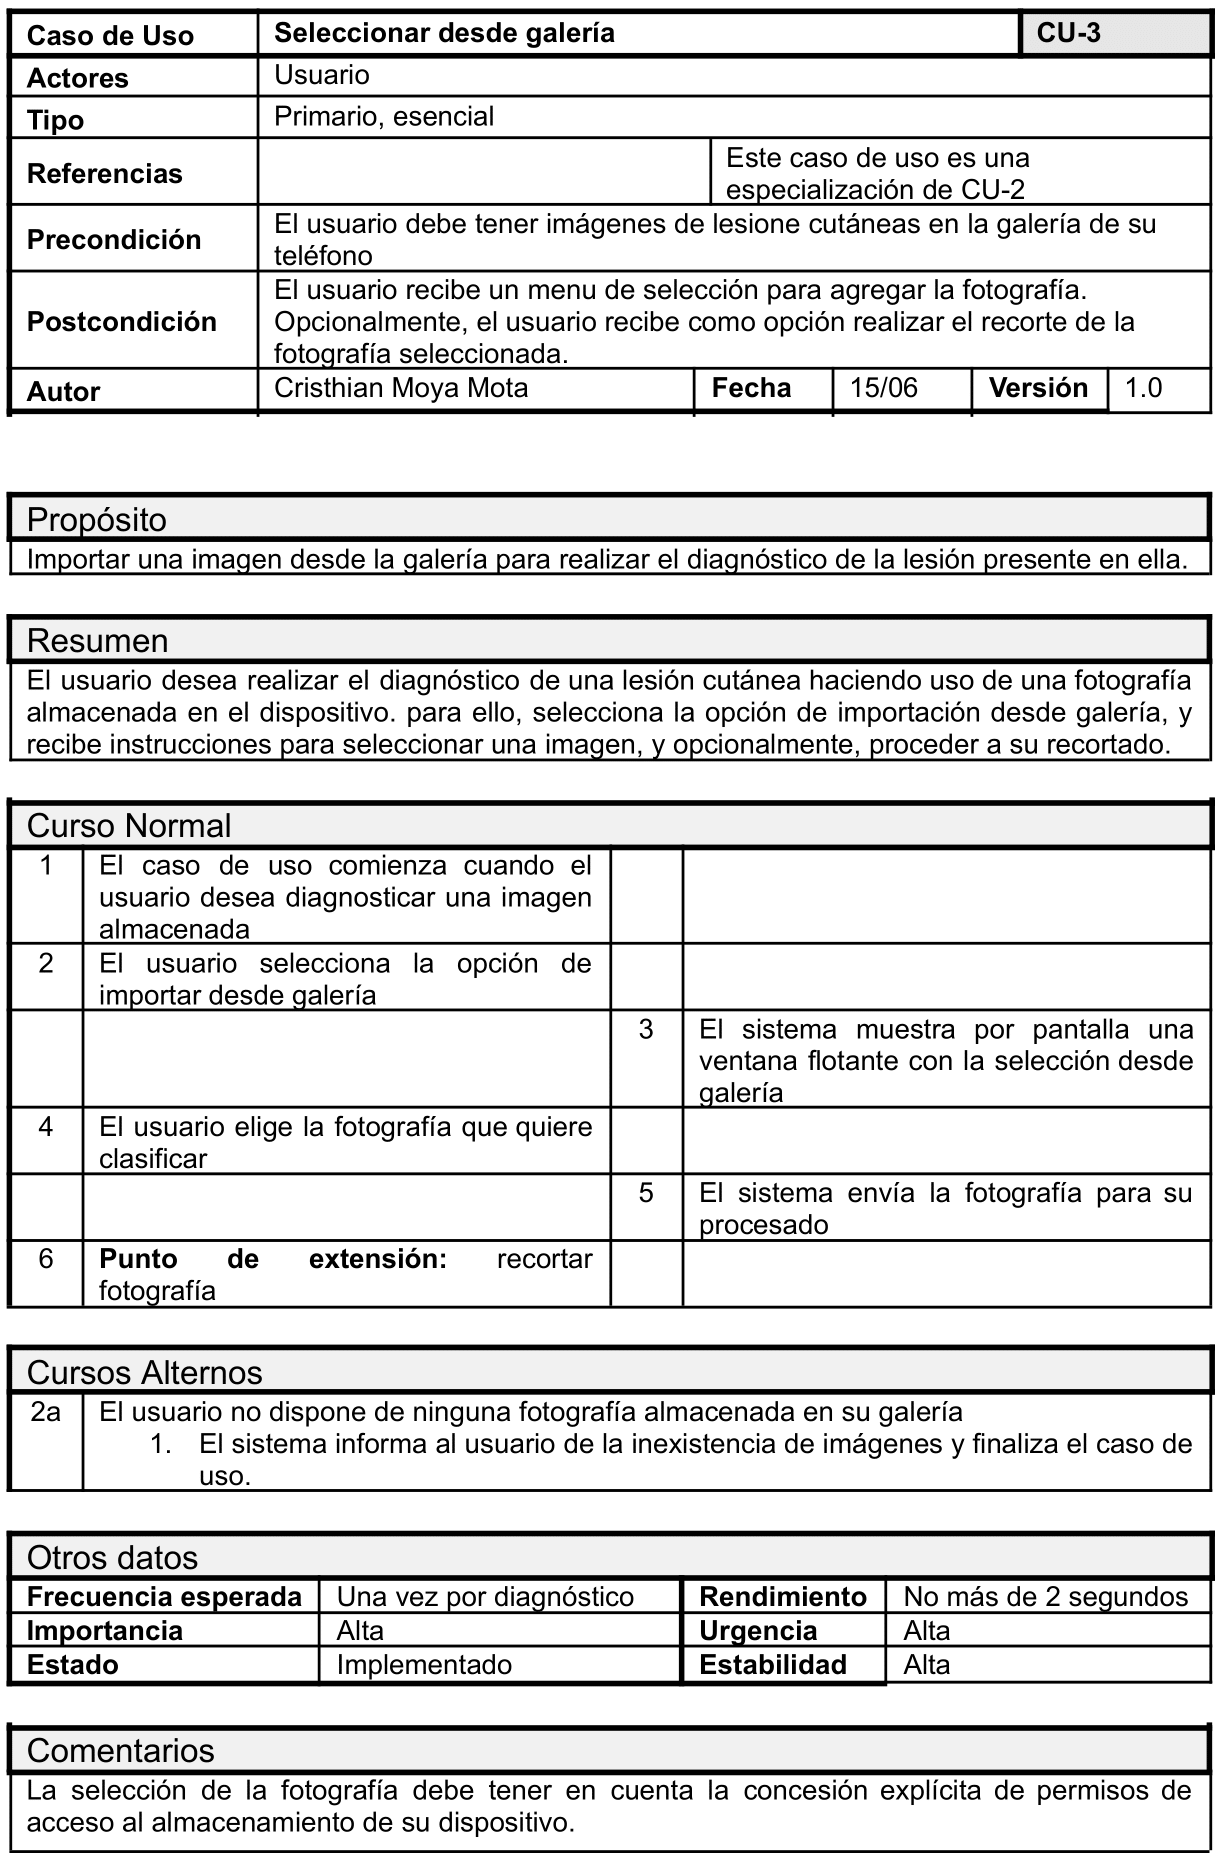 Caso de Uso Seleccionar desde galería CU-3
Actores Usuario
Tipo Primario, esencial
Referencias Este caso de uso es una
especialización de CU-2
Precondición El usuario debe tener imágenes de lesione cutáneas en la galería de su
teléfono
Postcondición El usuario recibe un menu de selección para agregar la fotografía.
Opcionalmente, el usuario recibe como opción realizar el recorte de la
fotografía seleccionada.
Autor Cristhian Moya Mota Fecha 15/06 Versión 1.0
Propósito
Importar una imagen desde la galería para realizar el diagnóstico de la lesión presente en ella.
Resumen
El usuario desea realizar el diagnóstico de una lesión cutánea haciendo uso de una fotografía
almacenada en el dispositivo. para ello, selecciona la opción de importación desde galería, y
recibe instrucciones para seleccionar una imagen, y opcionalmente, proceder a su recortado.
Curso Normal
1 El caso de uso comienza cuando el
usuario desea diagnosticar una imagen
almacenada
2 El usuario selecciona la opción de
importar desde galería
3 El sistema muestra por pantalla una
ventana flotante con la selección desde
galería
4 El usuario elige la fotografía que quiere
clasificar
5 El sistema envía la fotografía para su
procesado
6 Punto de extensión: recortar
fotografía
Cursos Alternos
2a El usuario no dispone de ninguna fotografía almacenada en su galería
1. El sistema informa al usuario de la inexistencia de imágenes y finaliza el caso de
uso.
Otros datos
Frecuencia esperada Una vez por diagnóstico Rendimiento No más de 2 segundos
Importancia Alta Urgencia Alta
Estado Implementado Estabilidad Alta
Comentarios
La selección de la fotografía debe tener en cuenta la concesión explícita de permisos de
acceso al almacenamiento de su dispositivo.